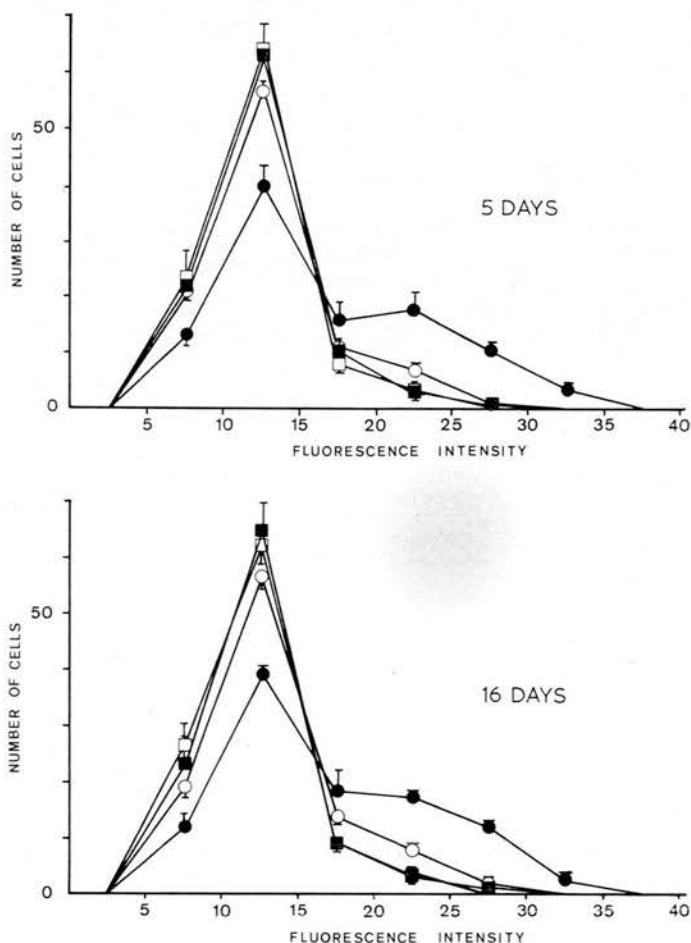 NUMBER OF CELLS
50
0
5 DAYS
5 10 15 20 25 30 35 40
FLUORESCENCE INTENSITY
NUMBER OF CELLS
50
0
16 DAYS
5 10 15 20 25 30 35 40
FLUORESCENCE INTENSITY